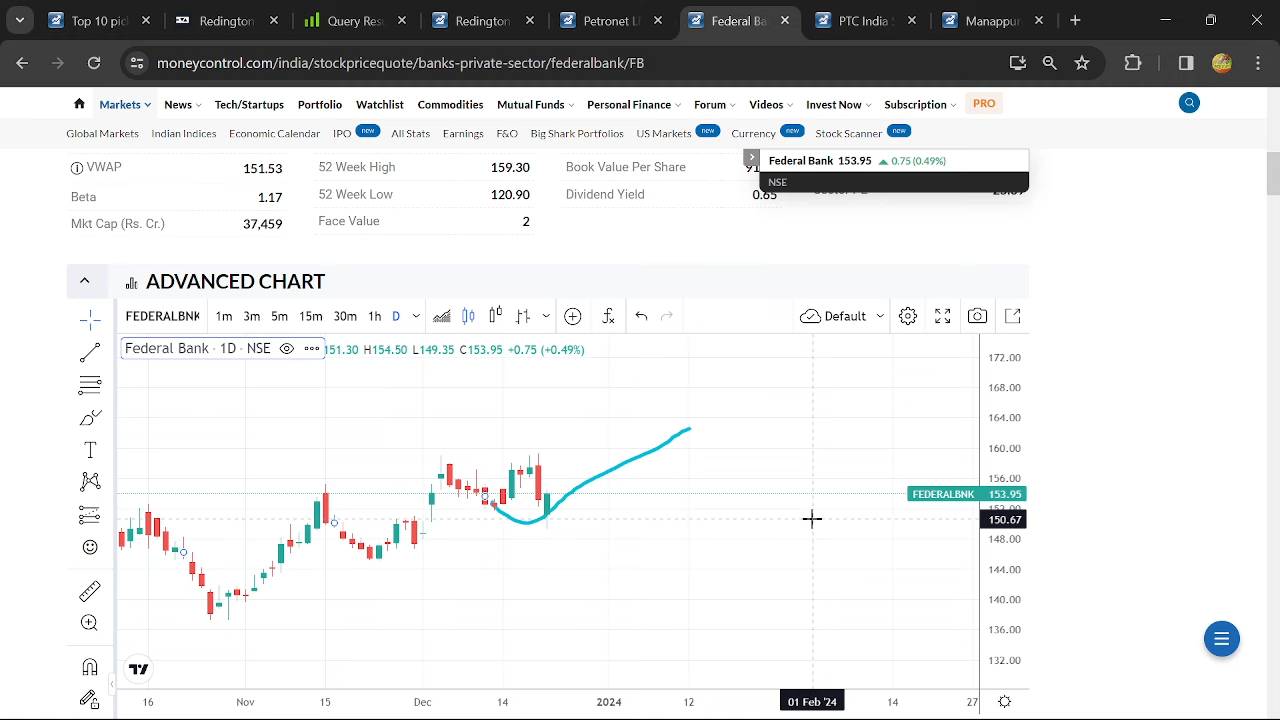 Top 10 p
Redington
Redington
Petronet L
Federal Ba
PTC India
Manappur
moneycontrol.com/india/stockpricequote/banks-private-sector/federalbank/FB
Markets News Tech/Startups Portfolio Watchlist Commodities Mutual Funds Personal Finance Forum Videos Invest Now Subscription PRO
Global Markets Indian Indices Economic Calendar IPO new All Stats Earnings F&O Big Shark Portfolios US Markets new Currency new Stock Scanner new
VWAP 151.53 52 Week High 159.30 Book Value Per Share
Federal Bank 153.95 0.75 (0.49%)
NSE
Beta 1.17 52 Week Low 120.90 Dividend Yield 0.65
Mkt Cap (Rs. Cr.) 37,459 Face Value 2
ADVANCED CHART
FEDERALBNK 1m 3m 5m 15m 30m 1h D Default
Federal Bank · 1D · NSE 151.30 H154.50 L149.35 C153.95 +0.75 (+0.49%)
172.00
168.00
164.00
160.00
156.00
FEDERALBNK 153.95
150.67
148.00
144.00
140.00
136.00
132.00
16 Nov 15 Dec 14 2024 12 01 Feb '24 14 27